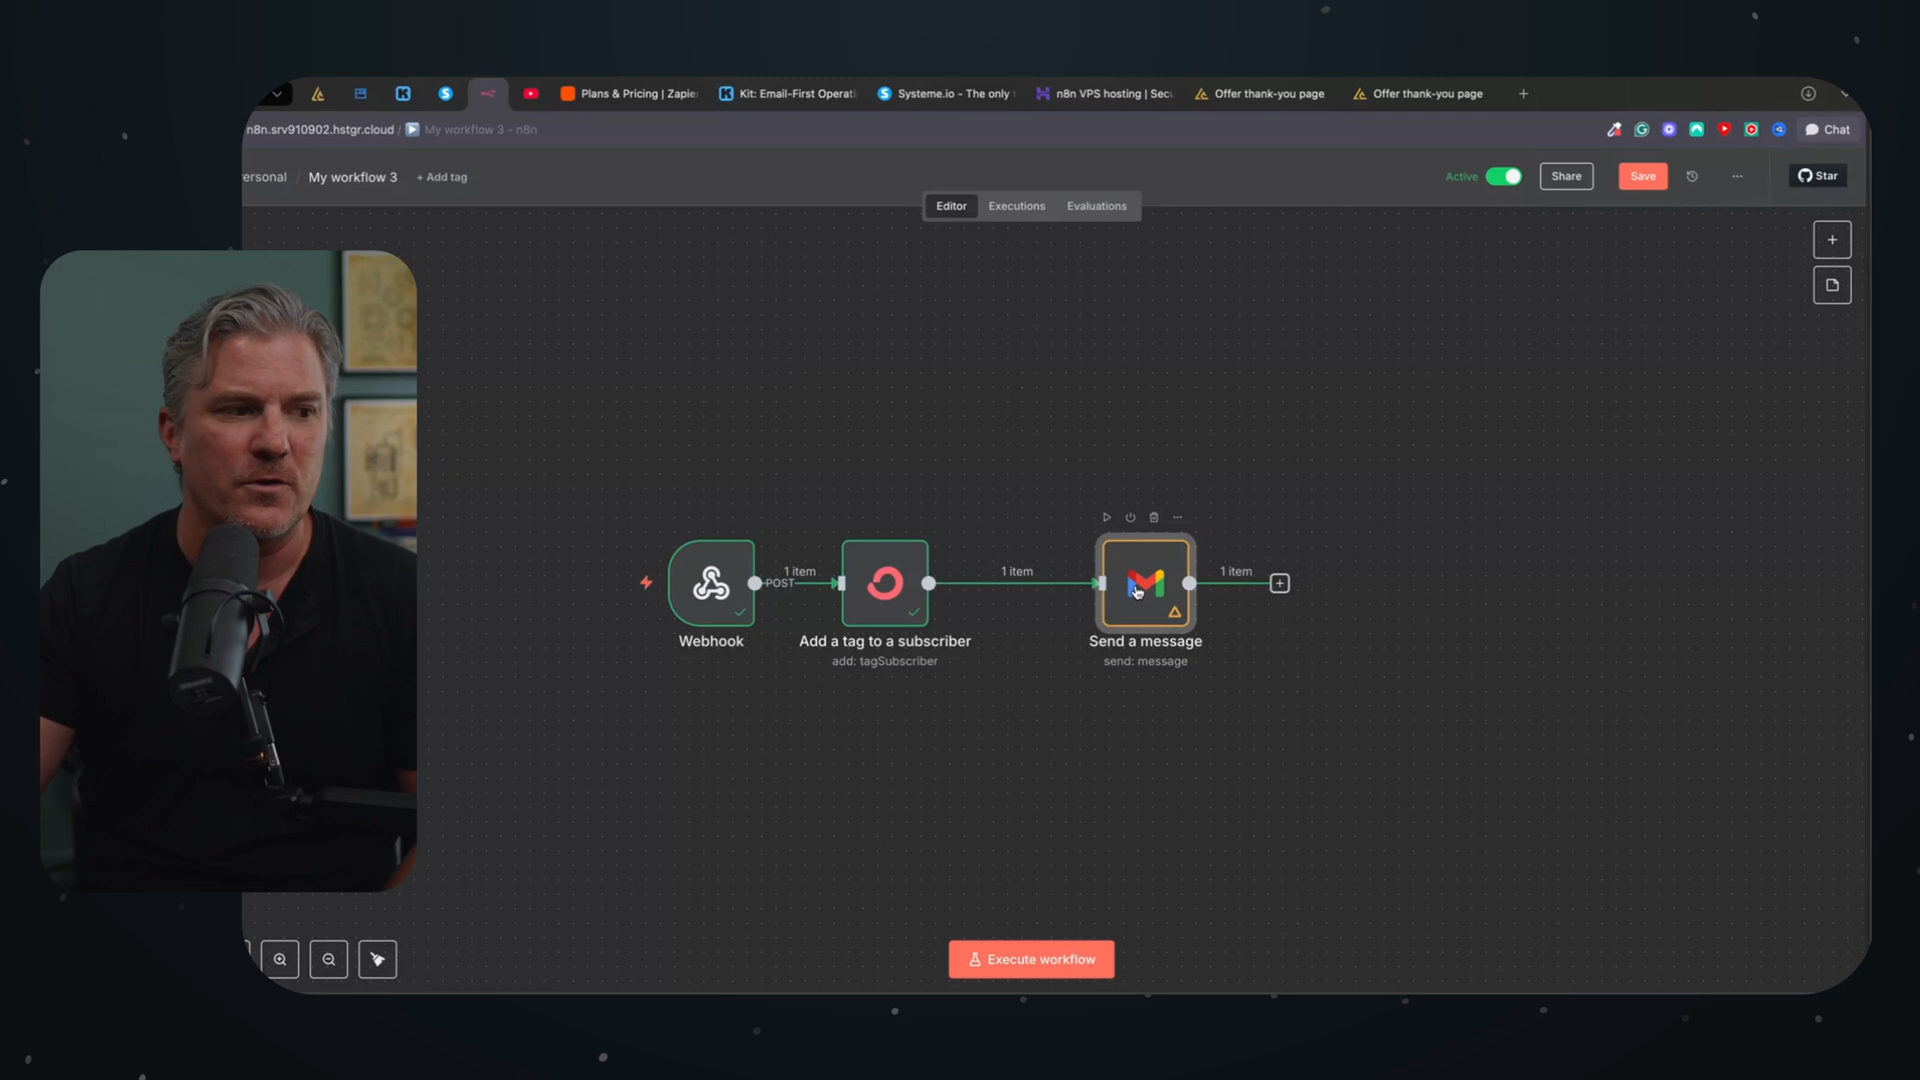 Plans & Pricing | Zapie
Kit: Email-First Operati
Systeme.io - The only
n8n VPS hosting | Secu
Offer thank-you page
Offer thank-you page
n8n.srv910902.hstgr.cloud / My workflow 3 - n8n
Chat
ersonal / My workflow 3 + Add tag
Active
Share
Save
Star
Editor
Executions
Evaluations
POST
1 item
1 item
1 item
Webhook
Add a tag to a subscriber
add: tagSubscriber
Send a message
send: message
Execute workflow